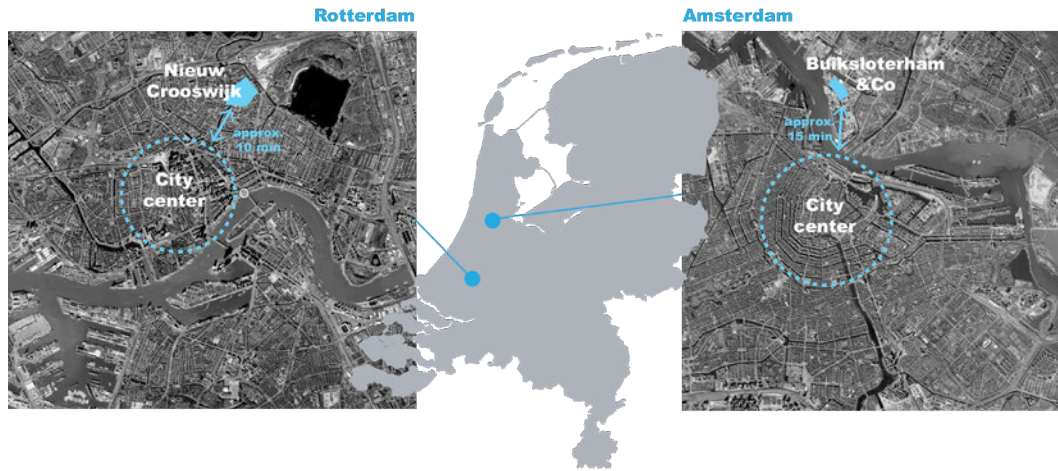 Rotterdam
Nieuw
Crooswijk
approx.
10 min
City
center
Amsterdam
Buiksloterham
&Co
approx.
15 min
City
center